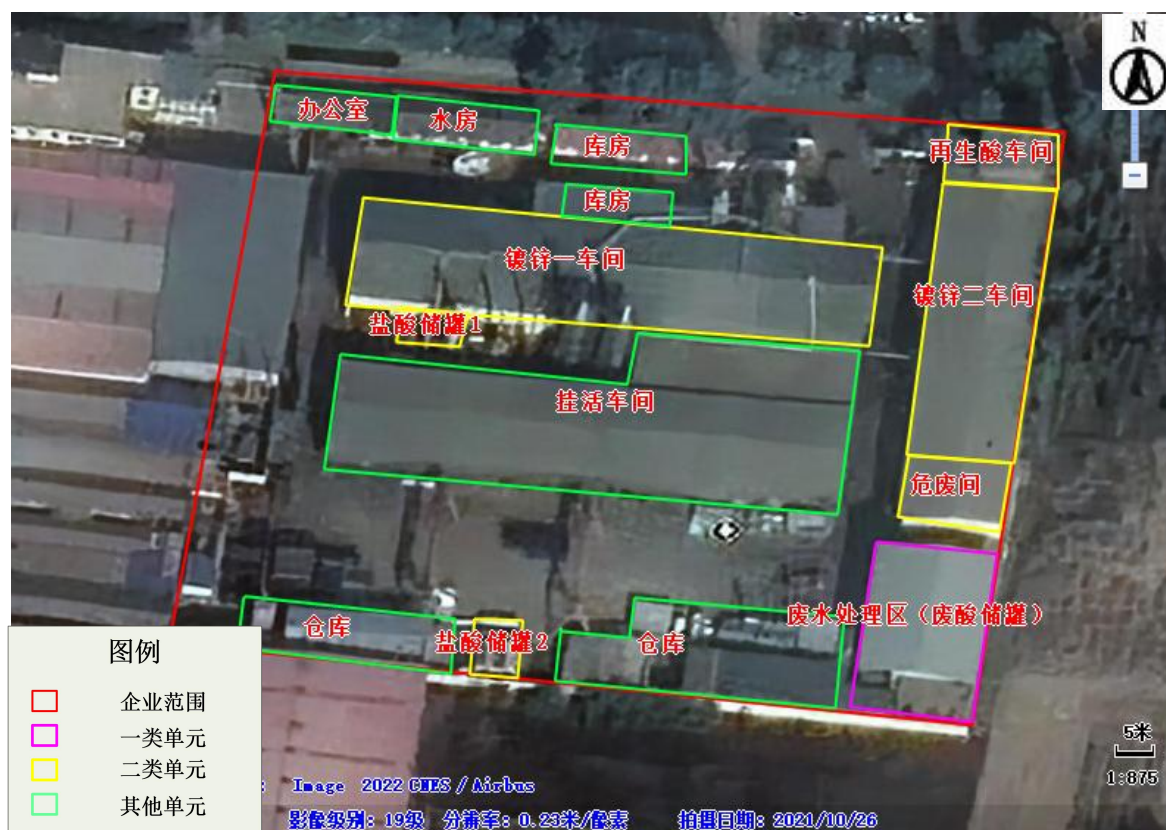 N
办公室
水房
库房
再生酸车间
库房
镀锌一车间
镀锌二车间
盐酸储罐1
挂活车间
危废间
仓库
盐酸储罐2
仓库
废水处理区（废酸储罐）
图例
企业范围
一类单元
二类单元
其他单元
5米
1:875
: Image 2022 CNES / Airbus
影像级别: 19级 分辨率: 0.23米/像素 拍摄日期: 2021/10/26